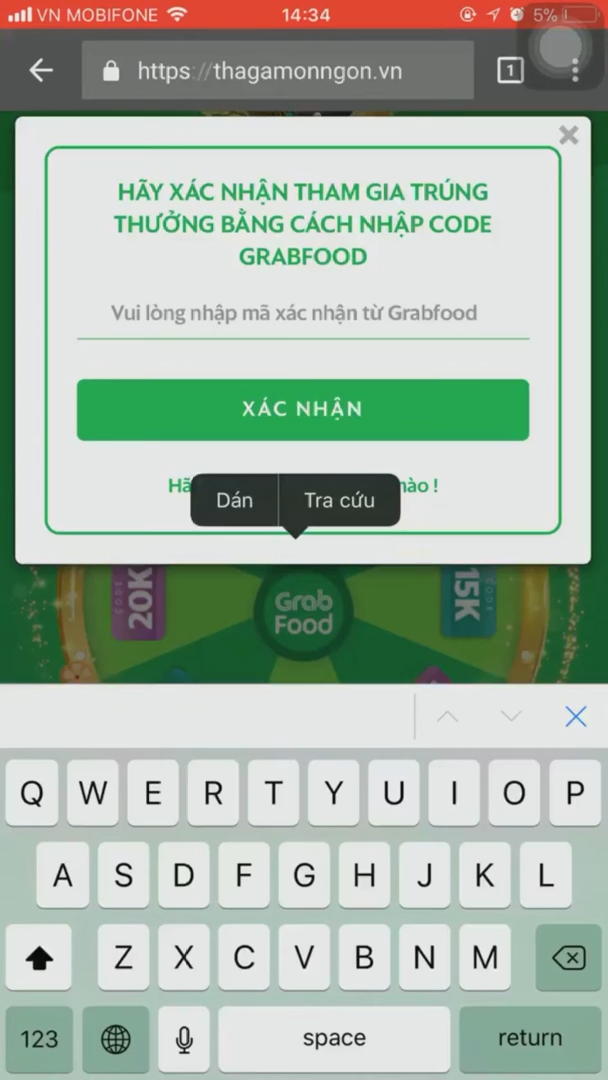 VN MOBIFONE
14:34
5%
https://thagamonngon.vn
1
HÃY XÁC NHẬN THAM GIA TRÚNG
THƯỞNG BẰNG CÁCH NHẬP CODE
GRABFOOD
Vui lòng nhập mã xác nhận từ Grabfood
XÁC NHẬN
nào !
Dán
Tra cứu
CODE
20K
Grab
Food
15K
CODE
Q W E R T Y U I O P
A S D F G H J K L
Z X C V B N M
123
space
return